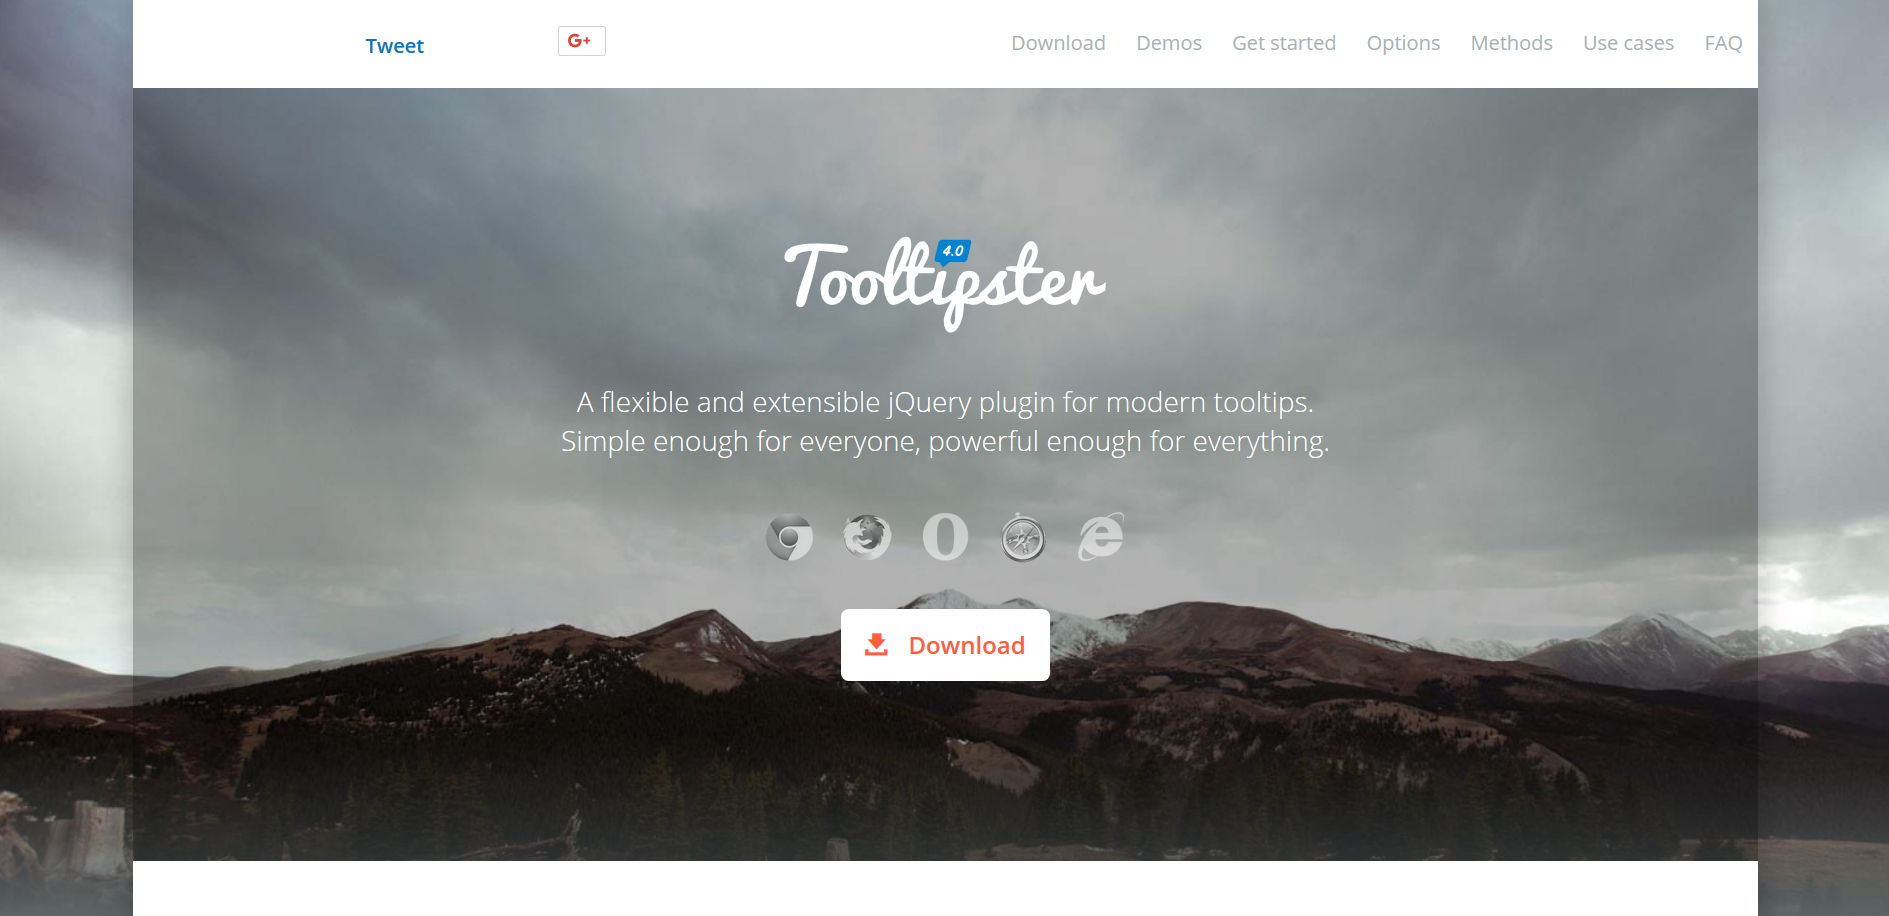 Tweet
G+
Download Demos Get started Options Methods Use cases FAQ
4.0
Tooltipster
A flexible and extensible jQuery plugin for modern tooltips.
Simple enough for everyone, powerful enough for everything.
Download